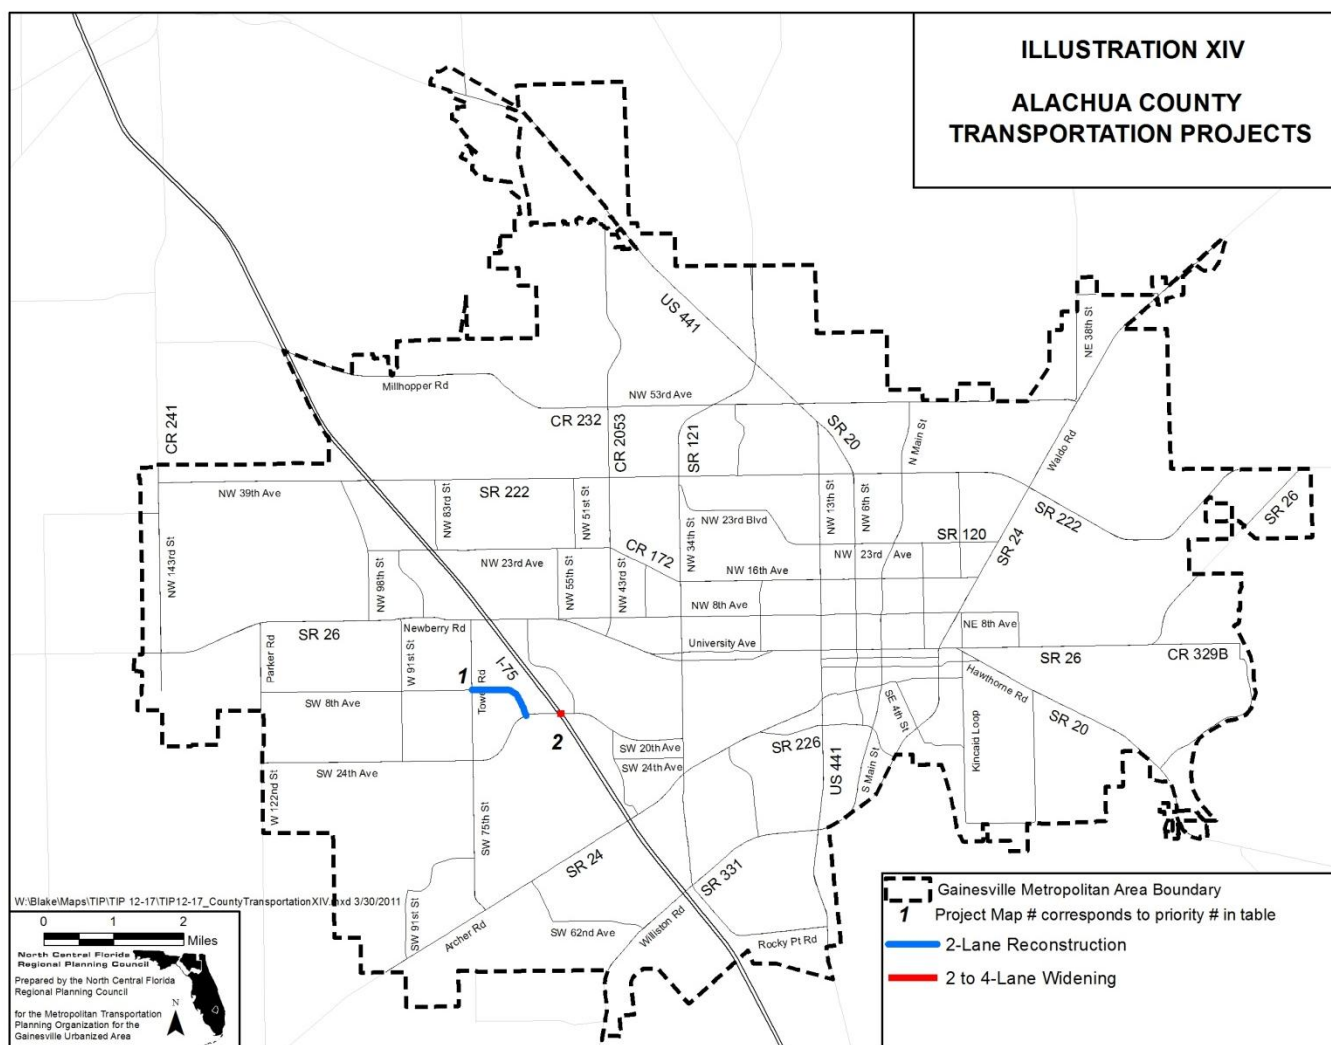 ILLUSTRATION XIV
ALACHUA COUNTY
TRANSPORTATION PROJECTS
US 441
NE 38th St
Millhopper Rd
NW 53rd Ave
CR 241
CR 232
CR 2053
SR 121
SR 20
N Main St
Waldo Rd
NW 39th Ave
SR 222
NW 83rd St
NW 51st St
NW 13th St
NW 6th St
SR 26
NW 23rd Blvd
SR 222
NW 34th St
SR 120
SR 24
NW 143rd St
NW 98th St
NW 23rd Ave
NW 55th St
NW 43rd St
CR 172
NW 23rd Ave
NW 16th Ave
NW 8th Ave
SR 26
Newberry Rd
University Ave
NE 8th Ave
Parker Rd
W 91st St
I-75
SR 26
CR 329B
1
Tower Rd
Hawthorne Rd
SW 8th Ave
SE 4th St
SR 20
2
SW 20th Ave
SR 226
SW 24th Ave
SW 24th Ave
W 122nd St
US 441
S Main St
Kincaid Loop
SW 75th St
SR 24
SR 331
SW 91st St
Archer Rd
SW 62nd Ave
Williston Rd
Rocky Pt Rd
W:\Blake\Maps\TIP\TIP 12-17\TIP12-17_CountyTransportationXIV.mxd 3/30/2011
0 1 2
Miles
North Central Florida
Regional Planning Council
Prepared by the North Central Florida
Regional Planning Council
N
for the Metropolitan Transportation
Planning Organization for the
Gainesville Urbanized Area
Gainesville Metropolitan Area Boundary
1 Project Map # corresponds to priority # in table
2-Lane Reconstruction
2 to 4-Lane Widening